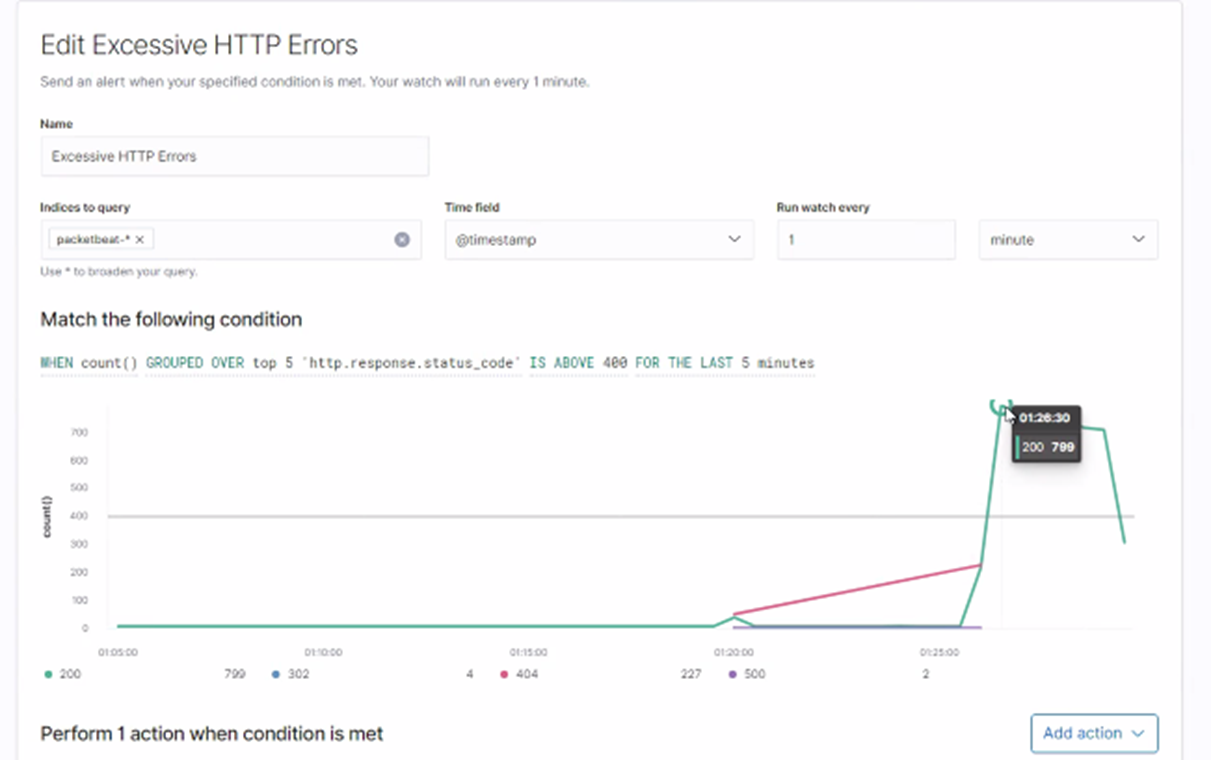 Edit Excessive HTTP Errors
Send an alert when your specified condition is met. Your watch will run every 1 minute.
Name
Excessive HTTP Errors
Indices to query
Time field
Run watch every
packetbeat-* ×
@timestamp
1
minute
Use * to broaden your query.
Match the following condition
WHEN count() GROUPED OVER top 5 'http.response.status_code' IS ABOVE 400 FOR THE LAST 5 minutes
01:26:30
200 799
count()
700
600
500
400
300
200
100
0
01:05:00 01:10:00 01:15:00 01:20:00 01:25:00
200 799 302 4 404 227 500 2
Perform 1 action when condition is met
Add action